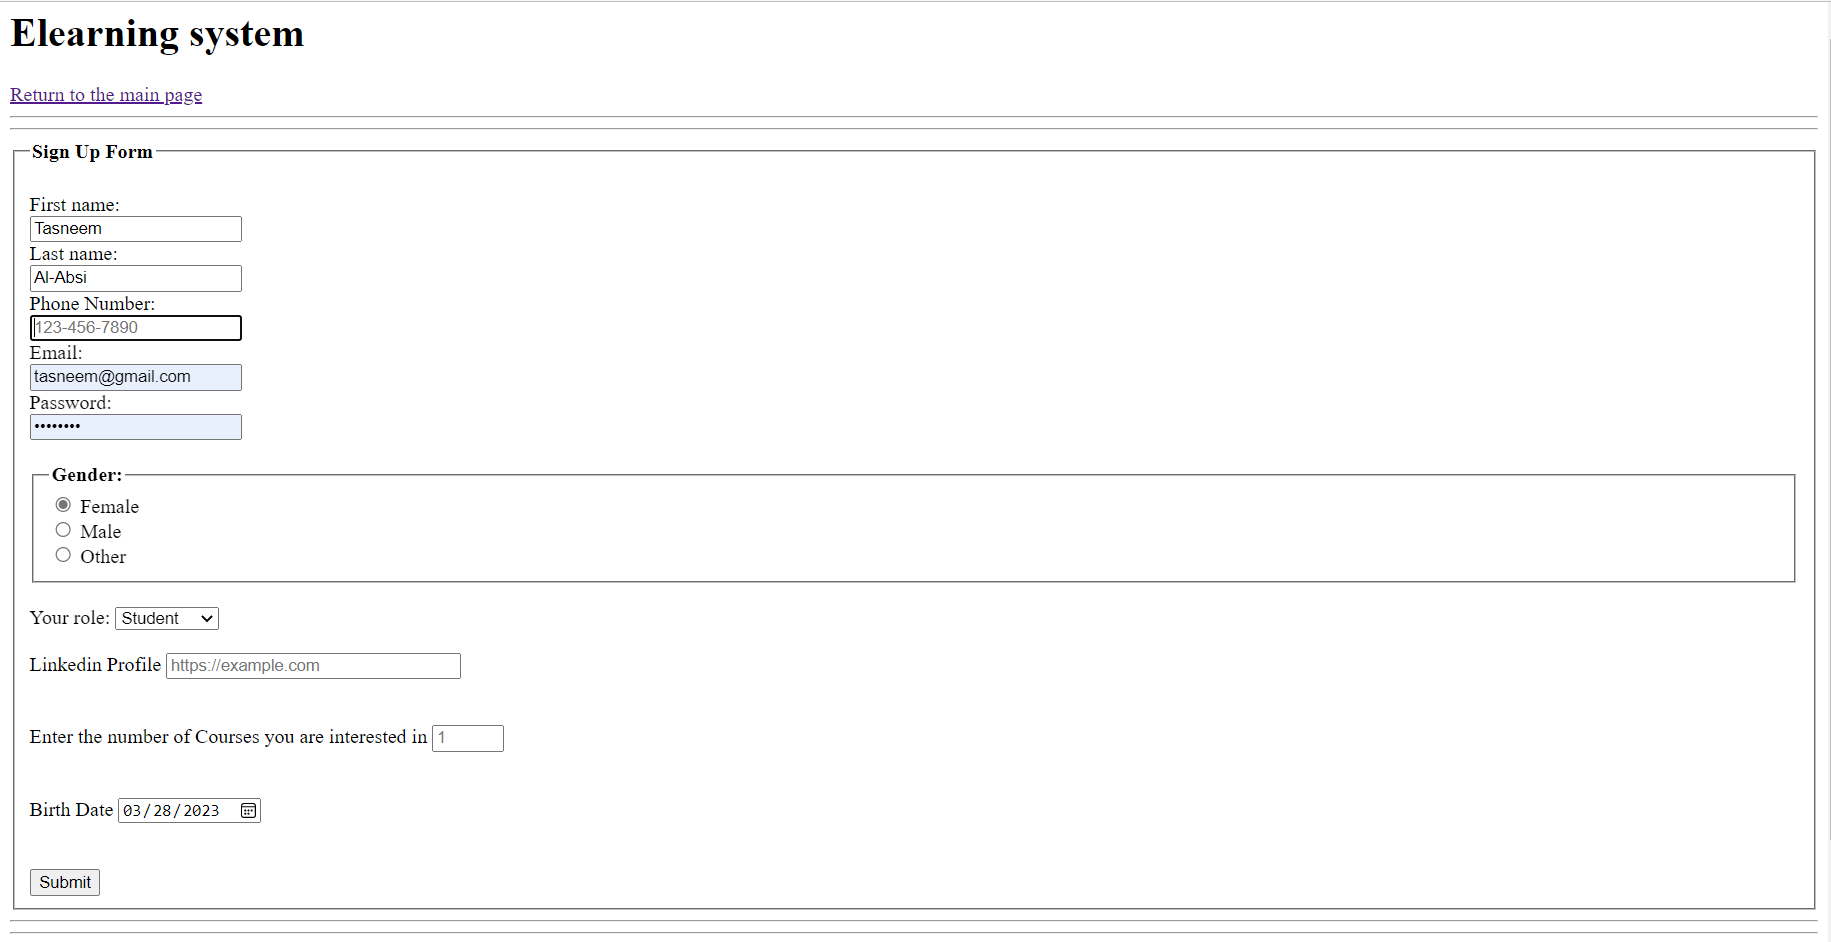 Elearning system
Return to the main page
Sign Up Form
First name:
Tasneem
Last name:
Al-Absi
Phone Number:
123-456-7890
Email:
tasneem@gmail.com
Password:
••••••••
Gender:
Female
Male
Other
Your role: Student
Linkedin Profile https://example.com
Enter the number of Courses you are interested in 1
Birth Date 03/28/2023
Submit